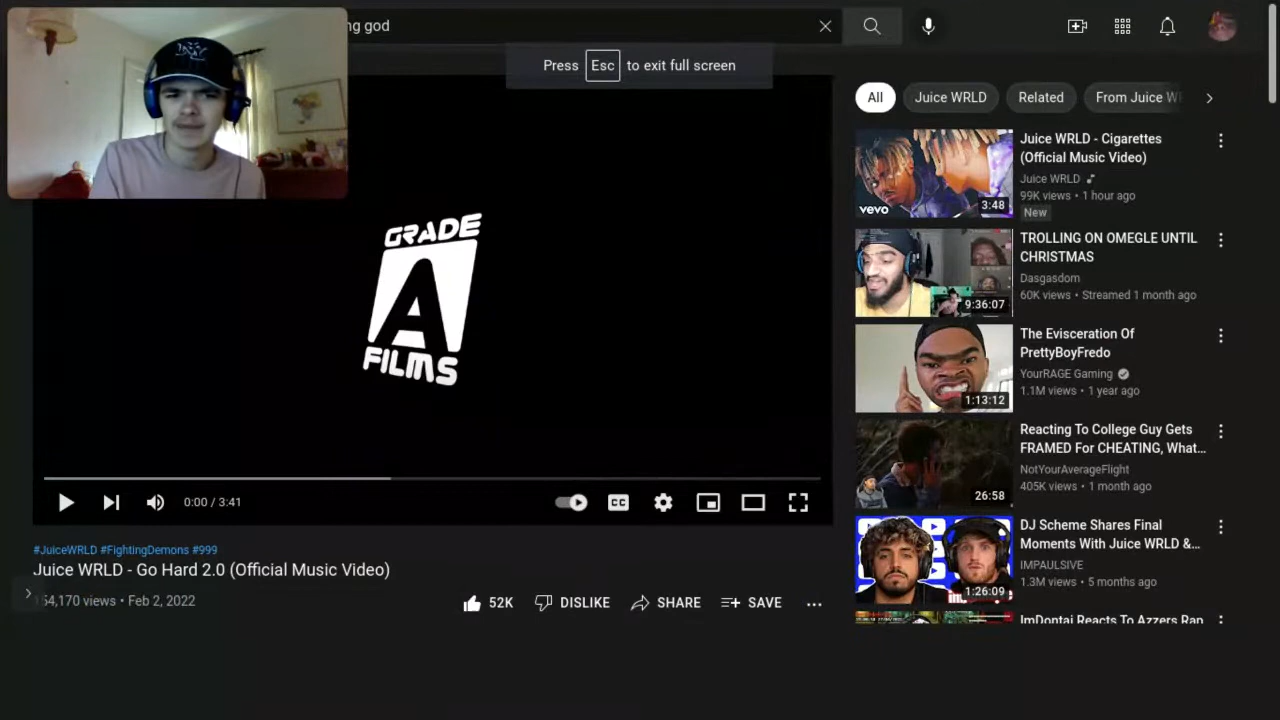 ng god
Press Esc to exit full screen
GRADE
A
FILMS
0:00 / 3:41
CC
#JuiceWRLD #FightingDemons #999
Juice WRLD - Go Hard 2.0 (Official Music Video)
54,170 views • Feb 2, 2022
52K
DISLIKE
SHARE
SAVE
All
Juice WRLD
Related
From Juice W
vevo
3:48
Juice WRLD - Cigarettes
(Official Music Video)
Juice WRLD
99K views • 1 hour ago
New
9:36:07
TROLLING ON OMEGLE UNTIL
CHRISTMAS
Dasgasdom
60K views • Streamed 1 month ago
1:13:12
The Evisceration Of
PrettyBoyFredo
YourRAGE Gaming
1.1M views • 1 year ago
26:58
Reacting To College Guy Gets
FRAMED For CHEATING, What...
NotYourAverageFlight
405K views • 1 month ago
1:26:09
DJ Scheme Shares Final
Moments With Juice WRLD &...
IMPAULSIVE
1.3M views • 5 months ago
ImDontai Reacts To Azzers Rap